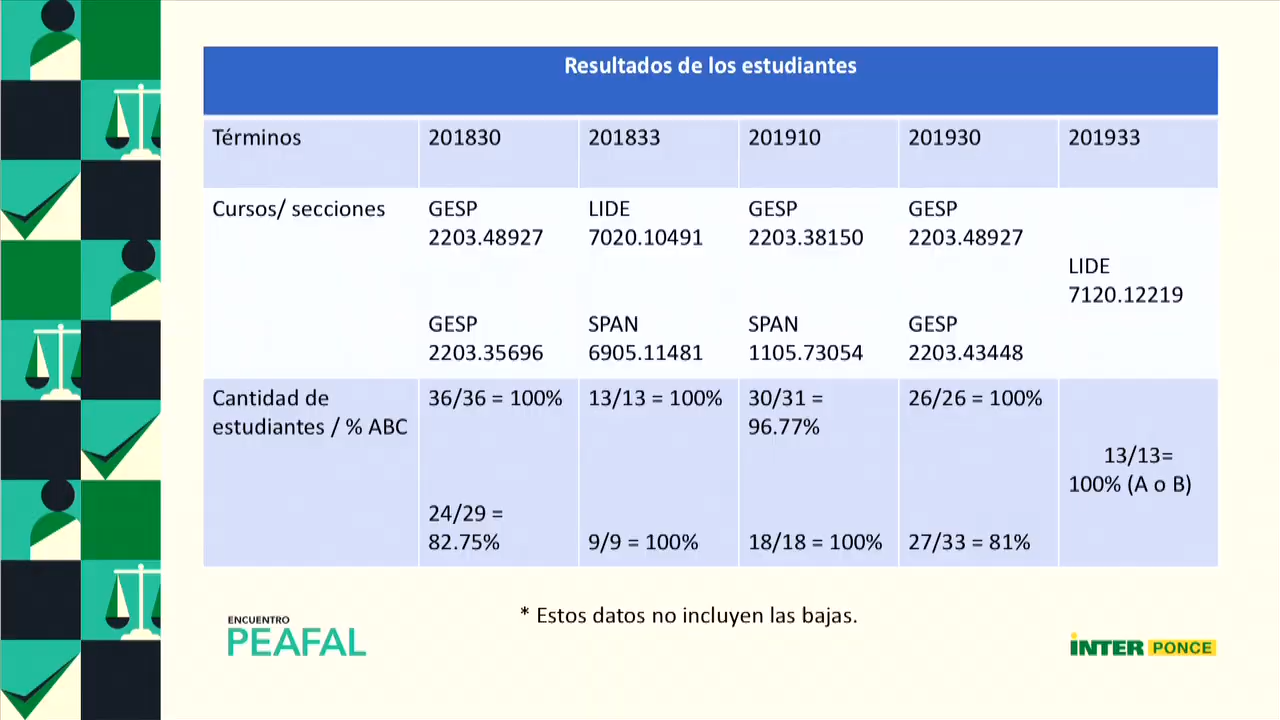 Resultados de los estudiantes
Términos 201830 201833 201910 201930 201933
Cursos/ secciones GESP LIDE GESP GESP
2203.48927 7020.10491 2203.38150 2203.48927
LIDE
7120.12219
GESP SPAN SPAN GESP
2203.35696 6905.11481 1105.73054 2203.43448
Cantidad de 36/36 = 100% 13/13 = 100% 30/31 = 26/26 = 100%
estudiantes / % ABC 96.77%
13/13=
100% (A o B)
24/29 =
82.75% 9/9 = 100% 18/18 = 100% 27/33 = 81%
* Estos datos no incluyen las bajas.
ENCUENTRO
PEAFAL
INTER PONCE